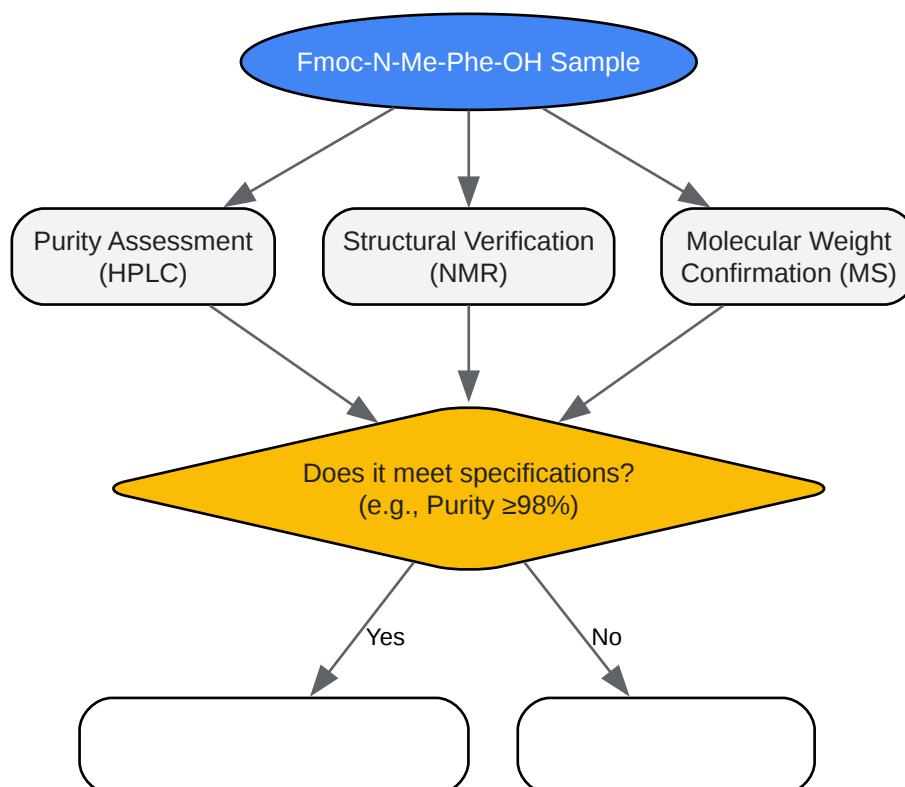 Fmoc-N-Me-Phe-OH Sample
Purity Assessment
(HPLC)
Structural Verification
(NMR)
Molecular Weight
Confirmation (MS)
Does it meet specifications?
(e.g., Purity ≥98%)
Yes
No